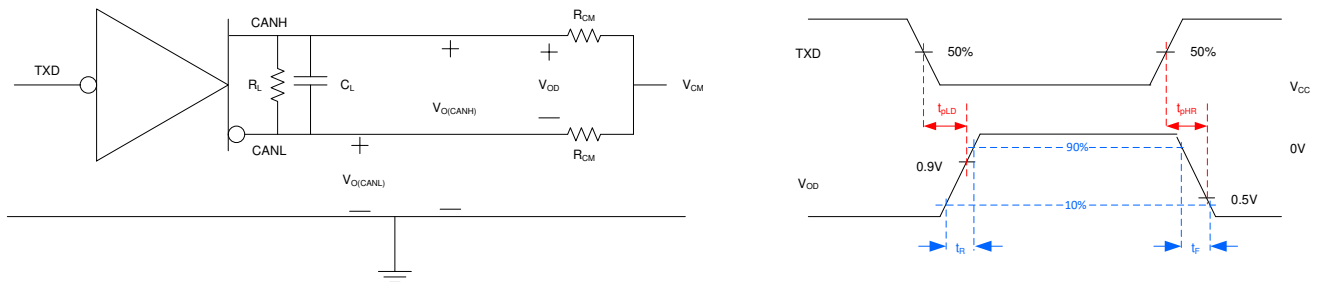 CANH
R_CM
TXD
R_L
C_L
V_O(CANH)
V_OD
V_CM
CANL
R_CM
V_O(CANL)
TXD
50%
50%
V_CC
t_pLD
t_pHR
90%
0V
0.9V
V_OD
10%
0.5V
t_R
t_F